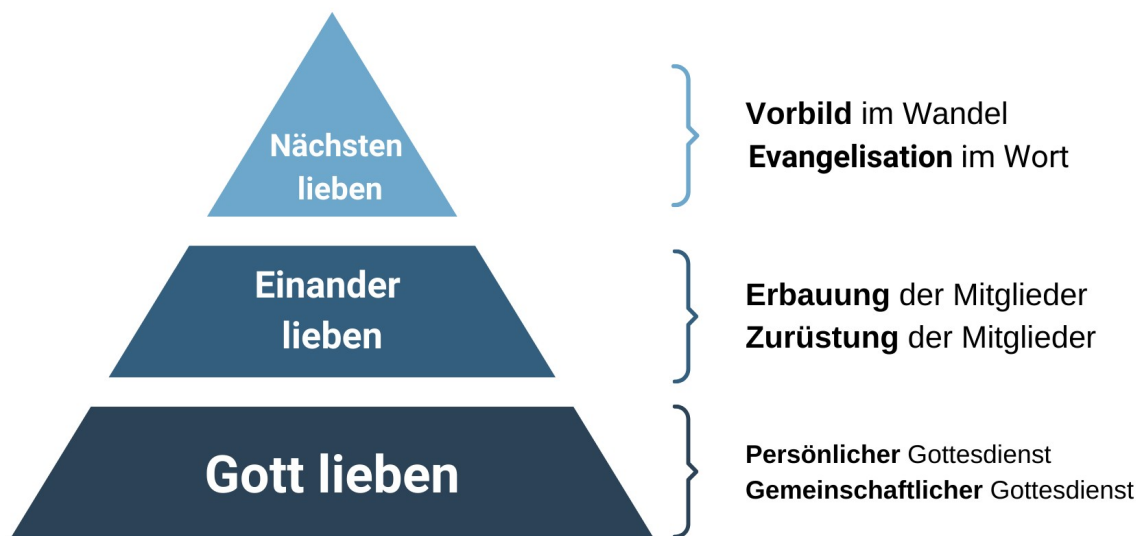 Nächsten
lieben
Vorbild im Wandel
Evangelisation im Wort
Einander
lieben
Erbauung der Mitglieder
Zurüstung der Mitglieder
Gott lieben
Persönlicher Gottesdienst
Gemeinschaftlicher Gottesdienst